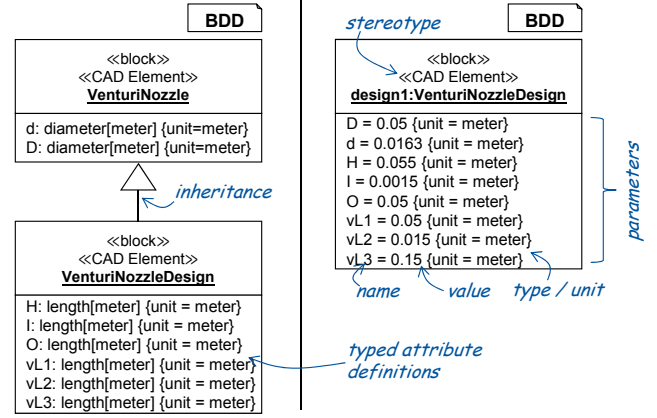 BDD
«block»
«CAD Element»
VenturiNozzle
d: diameter[meter] {unit=meter}
D: diameter[meter] {unit=meter}
inheritance
«block»
«CAD Element»
VenturiNozzleDesign
H: length[meter] {unit = meter}
I: length[meter] {unit = meter}
O: length[meter] {unit = meter}
vL1: length[meter] {unit = meter}
vL2: length[meter] {unit = meter}
vL3: length[meter] {unit = meter}
typed attribute
definitions
BDD
stereotype
«block»
«CAD Element»
design1:VenturiNozzleDesign
D = 0.05 {unit = meter}
d = 0.0163 {unit = meter}
H = 0.055 {unit = meter}
I = 0.0015 {unit = meter}
O = 0.05 {unit = meter}
vL1 = 0.05 {unit = meter}
vL2 = 0.015 {unit = meter}
vL3 = 0.15 {unit = meter}
parameters
name
value
type / unit